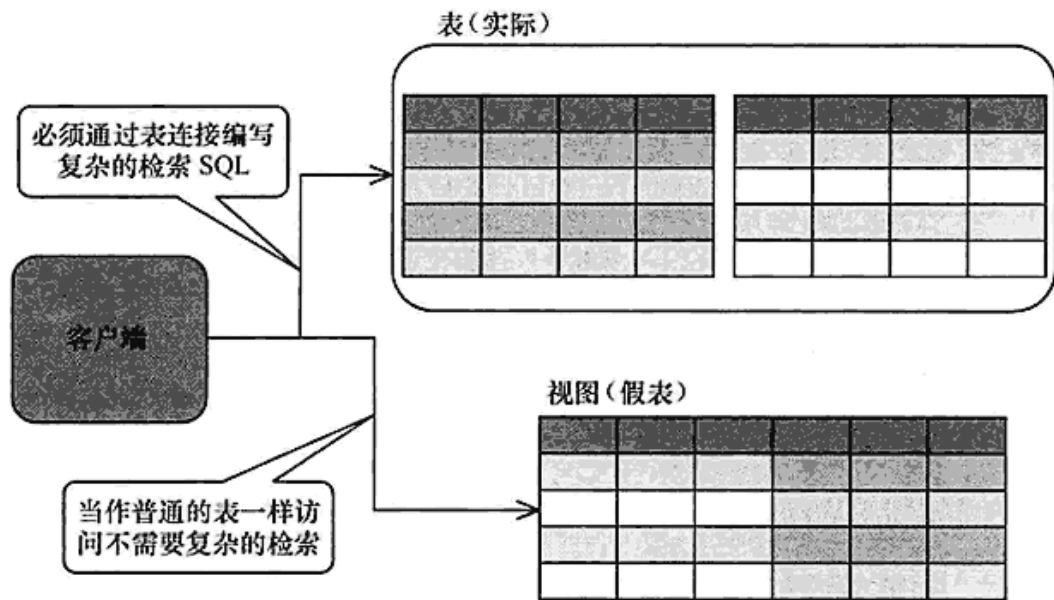 表（实际）
必须通过表连接编写
复杂的检索 SQL
客户端
视图（假表）
当作普通的表一样访
问不需要复杂的检索